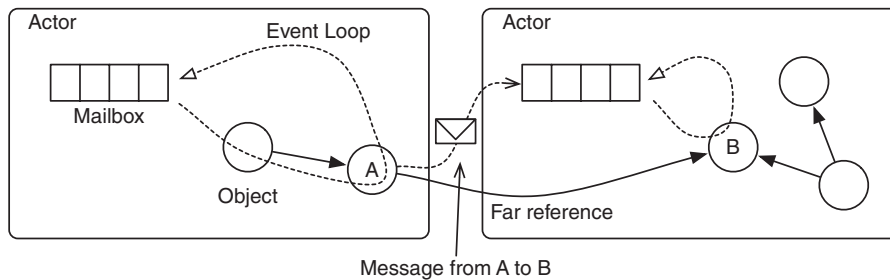 Actor
Event Loop
Mailbox
Object
A
Actor
B
Far reference
Message from A to B